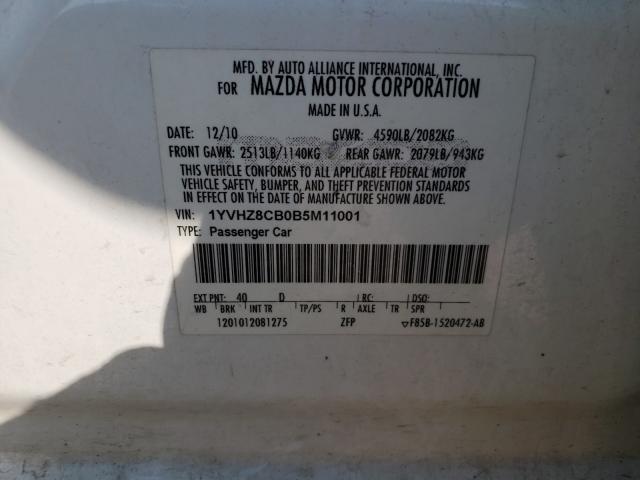 MFD. BY AUTO ALLIANCE INTERNATIONAL, INC.
FOR MAZDA MOTOR CORPORATION
MADE IN U.S.A.
DATE: 12/10 GVWR: 4590LB/2082KG
FRONT GAWR: 2513LB/1140KG REAR GAWR: 2079LB/943KG
THIS VEHICLE CONFORMS TO ALL APPLICABLE FEDERAL MOTOR
VEHICLE SAFETY, BUMPER, AND THEFT PREVENTION STANDARDS
IN EFFECT ON THE DATE OF MANUFACTURE SHOWN ABOVE.
VIN: 1YVHZ8CB0B5M11001
TYPE: Passenger Car
EXT PNT: 40 D RC: DSO:
WB BRK INT TR TP/PS R AXLE TR SPR
1201012081275 ZFP ▽F85B-1520472-AB